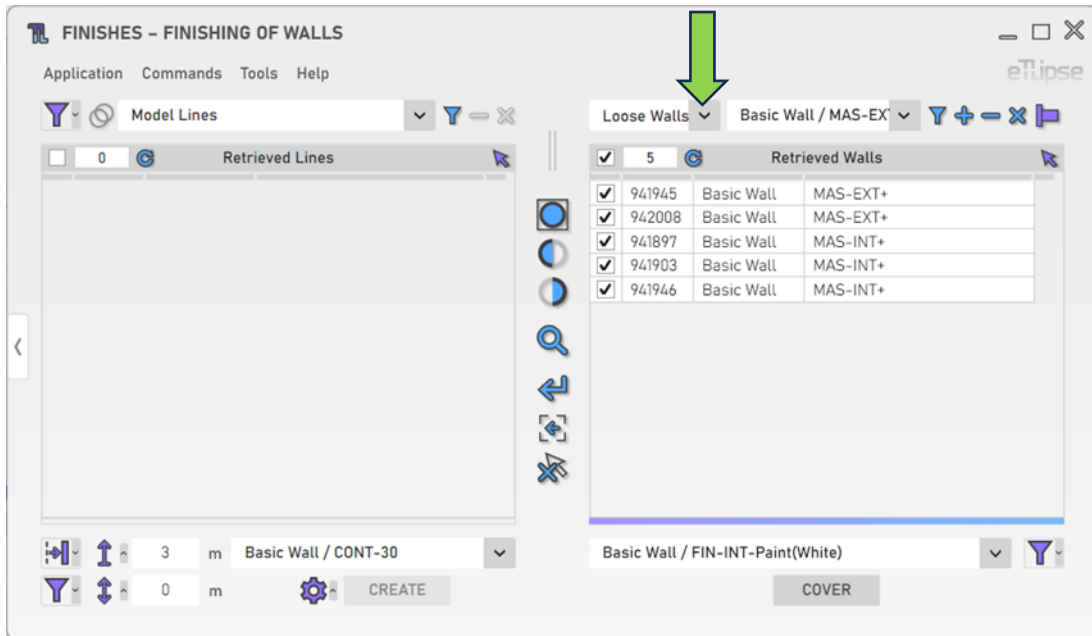 FINISHES – FINISHING OF WALLS
Application Commands Tools Help
eTLipse
Model Lines
Loose Walls
Basic Wall / MAS-EX
0 Retrieved Lines
5 Retrieved Walls
941945 Basic Wall MAS-EXT+
942008 Basic Wall MAS-EXT+
941897 Basic Wall MAS-INT+
941903 Basic Wall MAS-INT+
941946 Basic Wall MAS-INT+
3 m Basic Wall / CONT-30
Basic Wall / FIN-INT-Paint(White)
0 m CREATE
COVER